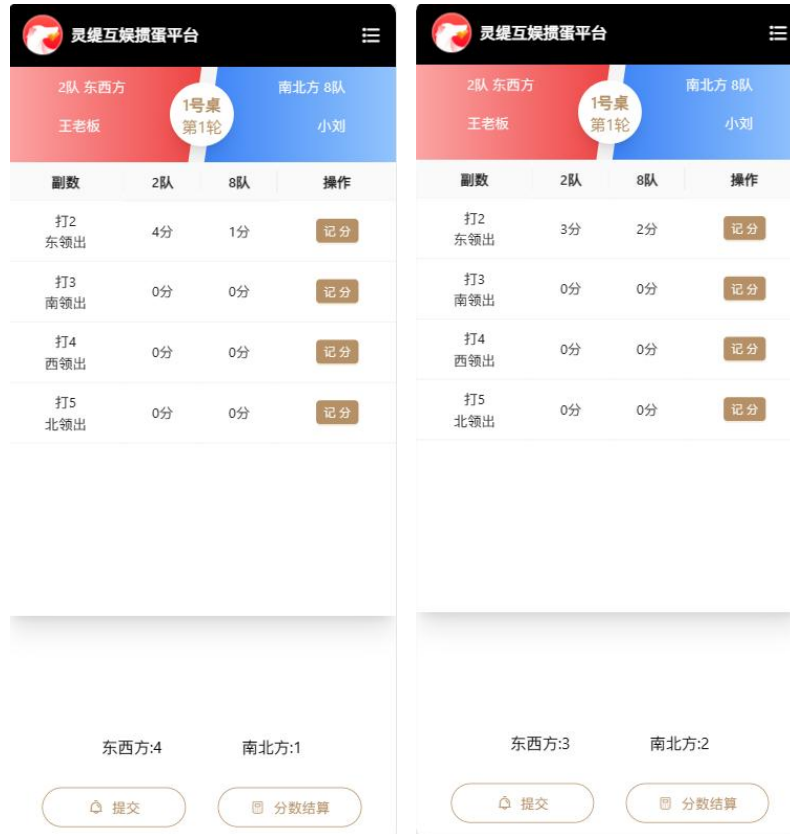 灵缇互娱掼蛋平台
2队 东西方
南北方 8队
1号桌
第1轮
王老板
小刘
副数 2队 8队 操作
打2
东领出
4分 1分 记分
打3
南领出
0分 0分 记分
打4
西领出
0分 0分 记分
打5
北领出
0分 0分 记分
东西方:4 南北方:1
提交 分数结算
灵缇互娱掼蛋平台
2队 东西方
南北方 8队
1号桌
第1轮
王老板
小刘
副数 2队 8队 操作
打2
东领出
3分 2分 记分
打3
南领出
0分 0分 记分
打4
西领出
0分 0分 记分
打5
北领出
0分 0分 记分
东西方:3 南北方:2
提交 分数结算